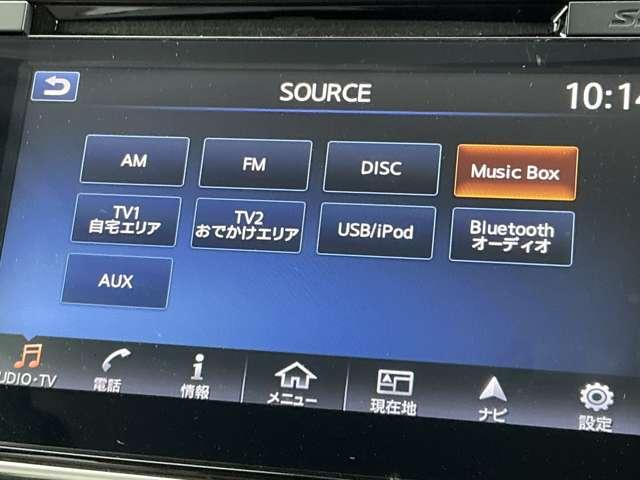 SOURCE
10:14
AM
FM
DISC
Music Box
TV1
自宅エリア
TV2
おでかけエリア
USB/iPod
Bluetooth
オーディオ
AUX
UDIO・TV
電話
情報
メニュー
現在地
ナビ
設定